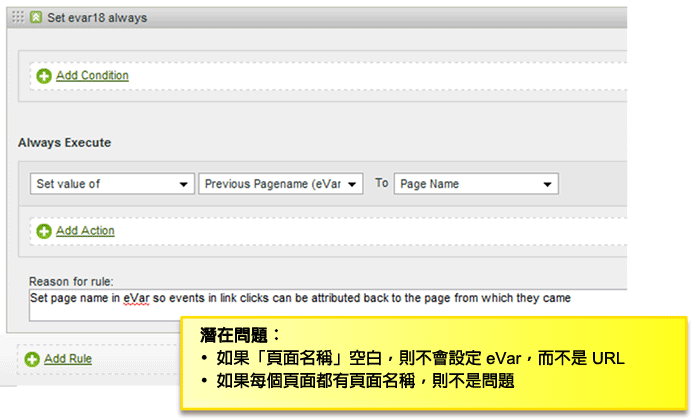 Set evar18 always
Add Condition
Always Execute
Set value of
Previous Pagename (eVar
To
Page Name
Add Action
Reason for rule:
Set page name in eVar so events in link clicks can be attributed back to the page from which they came
Add Rule
潛在問題：
• 如果「頁面名稱」空白，則不會設定 eVar，而不是 URL
• 如果每個頁面都有頁面名稱，則不是問題